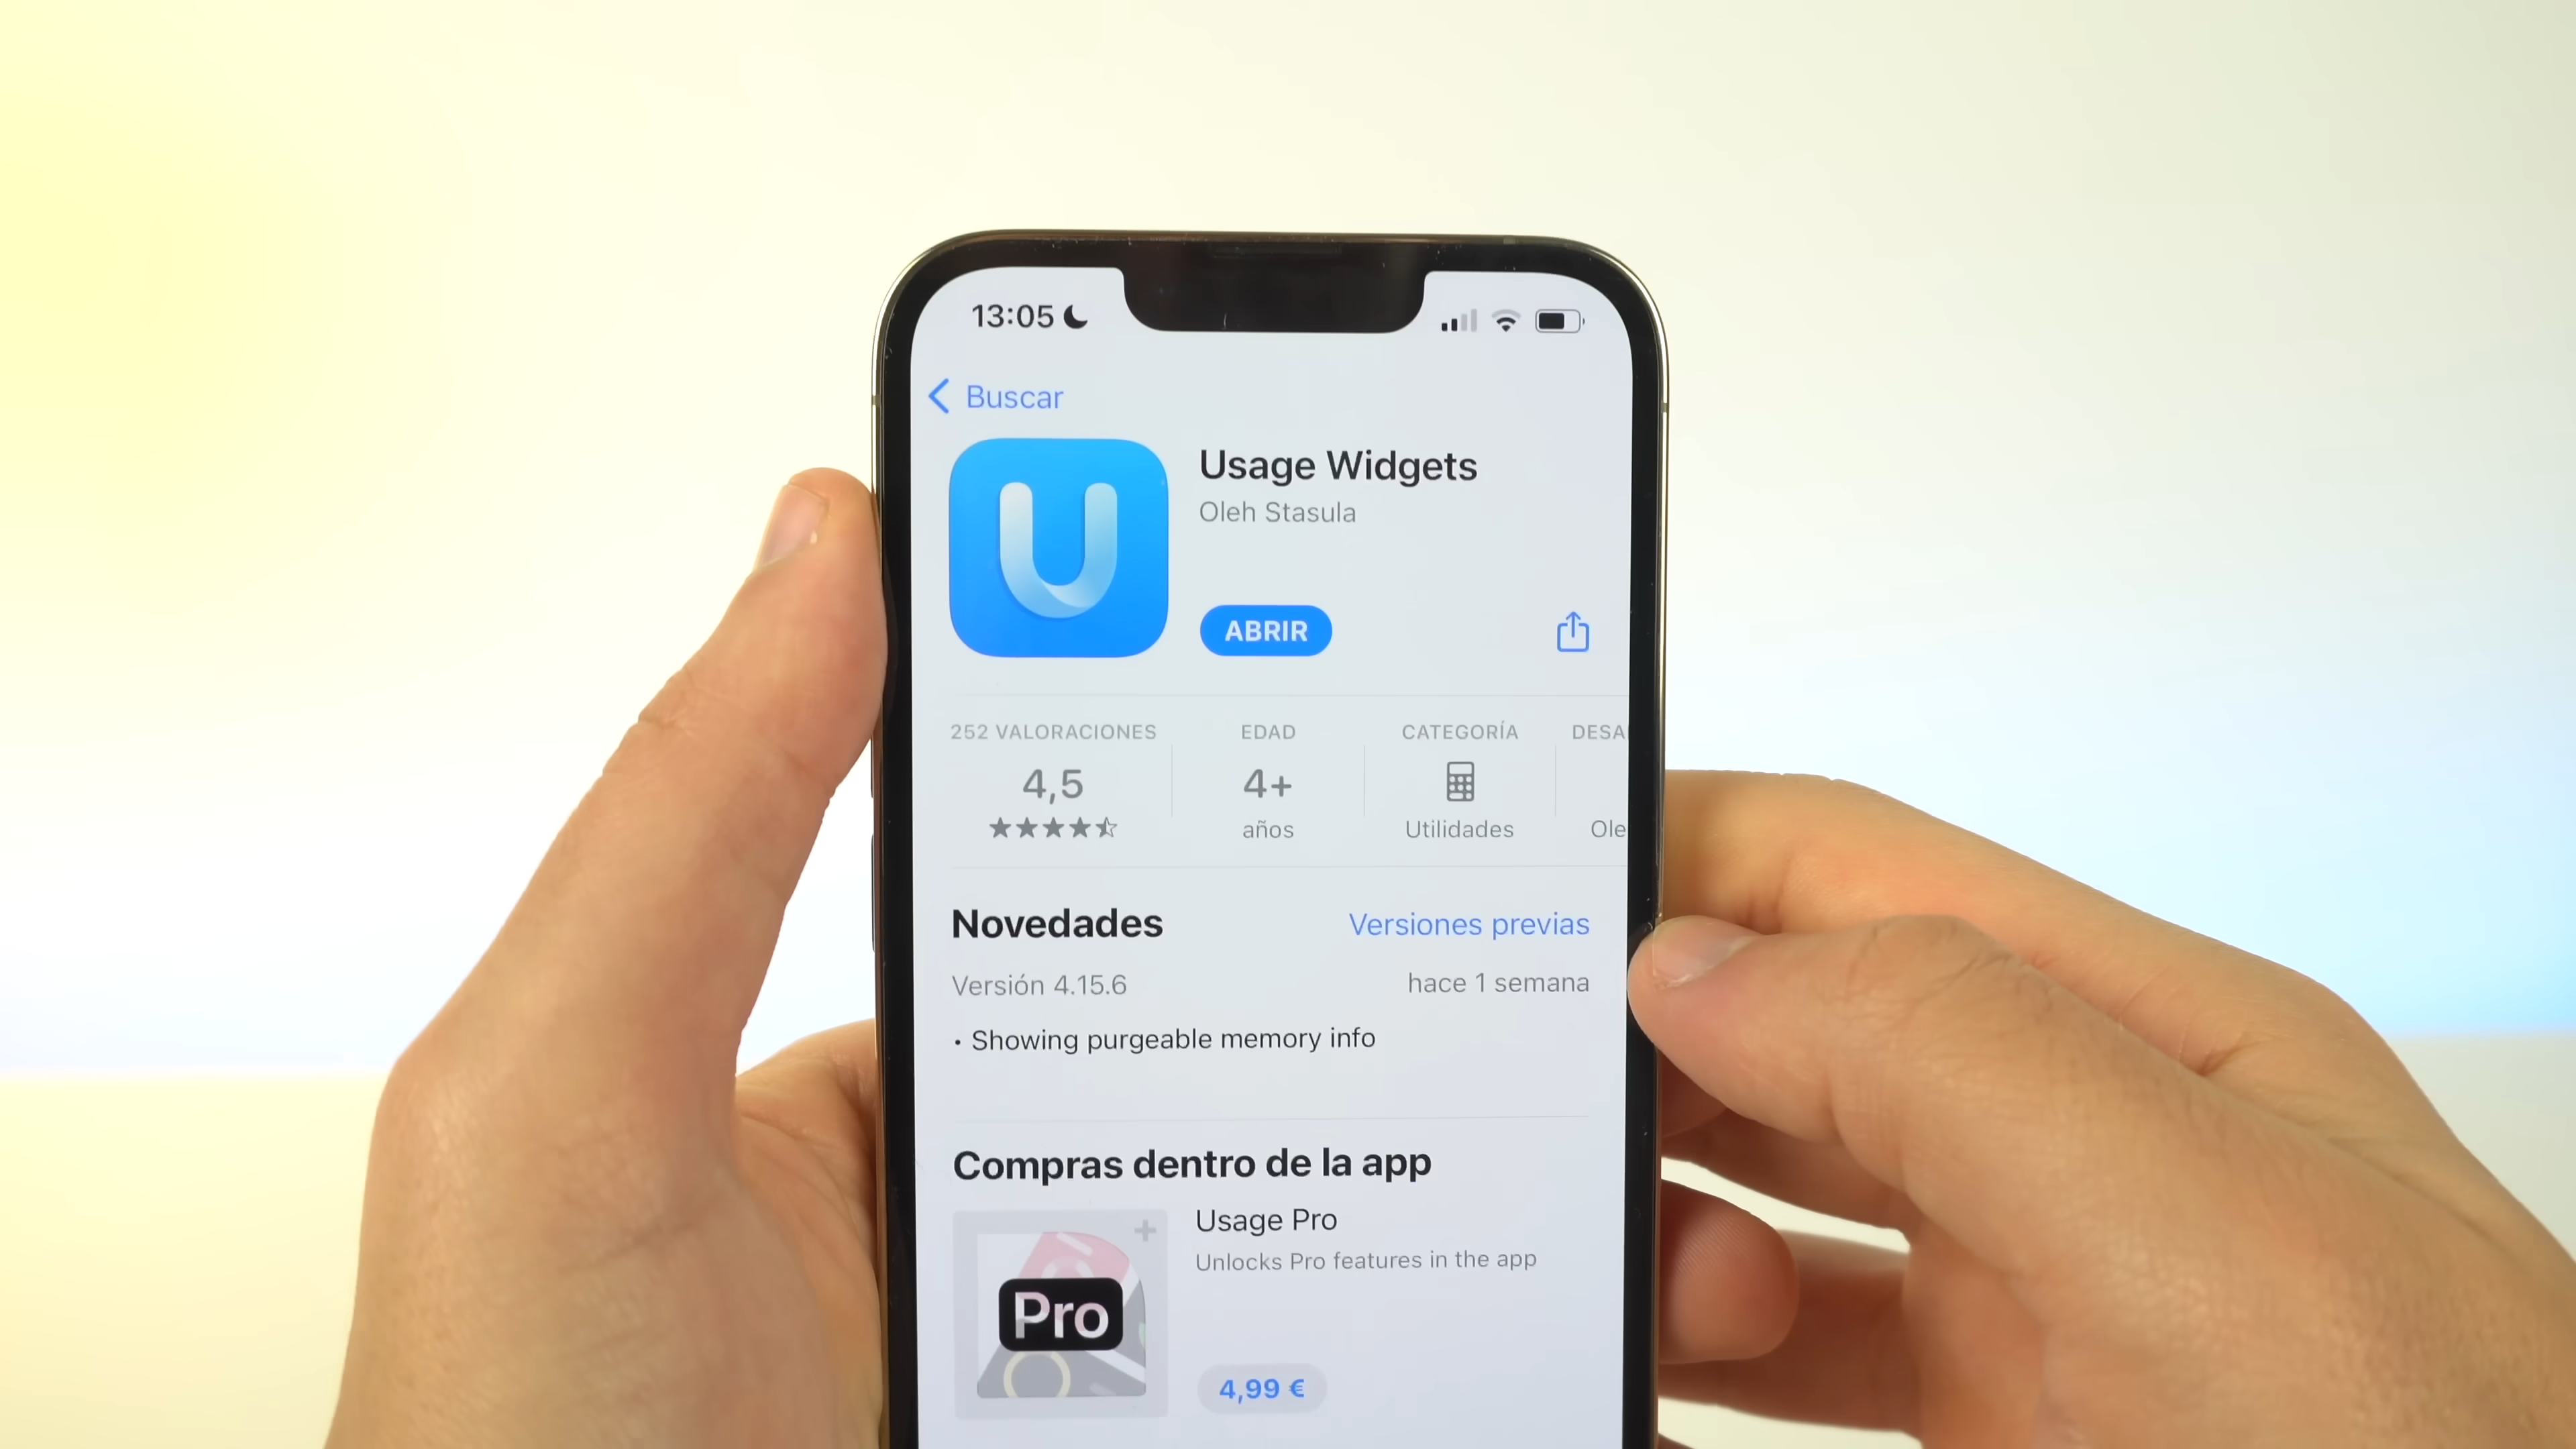 13:05
Buscar
U
Usage Widgets
Oleh Stasula
ABRIR
252 VALORACIONES
EDAD
CATEGORÍA
DESA
4,5
4+
años
Utilidades
Ole
Novedades
Versiones previas
Versión 4.15.6
hace 1 semana
• Showing purgeable memory info
Compras dentro de la app
Usage Pro
Unlocks Pro features in the app
Pro
4,99 €